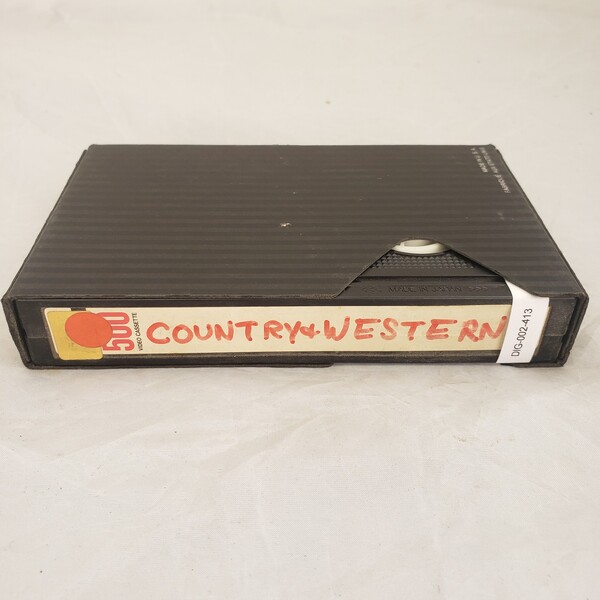 500
VIDEO CASSETTE
COUNTRY & WESTERN
DIG-002-413